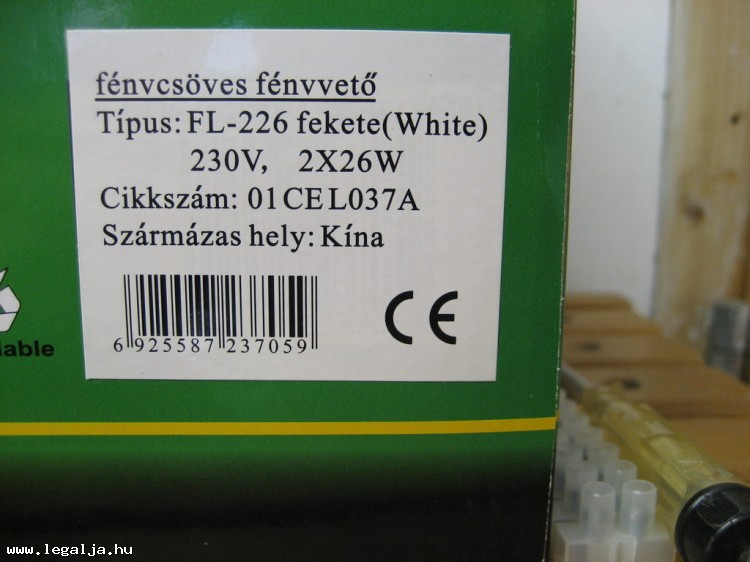 fénvcsöves fénvvető
Típus: FL-226 fekete(White)
230V, 2X26W
Cikkszám: 01CEL037A
Származás hely: Kína
CE
6 925587 237059
lable
www.legalja.hu